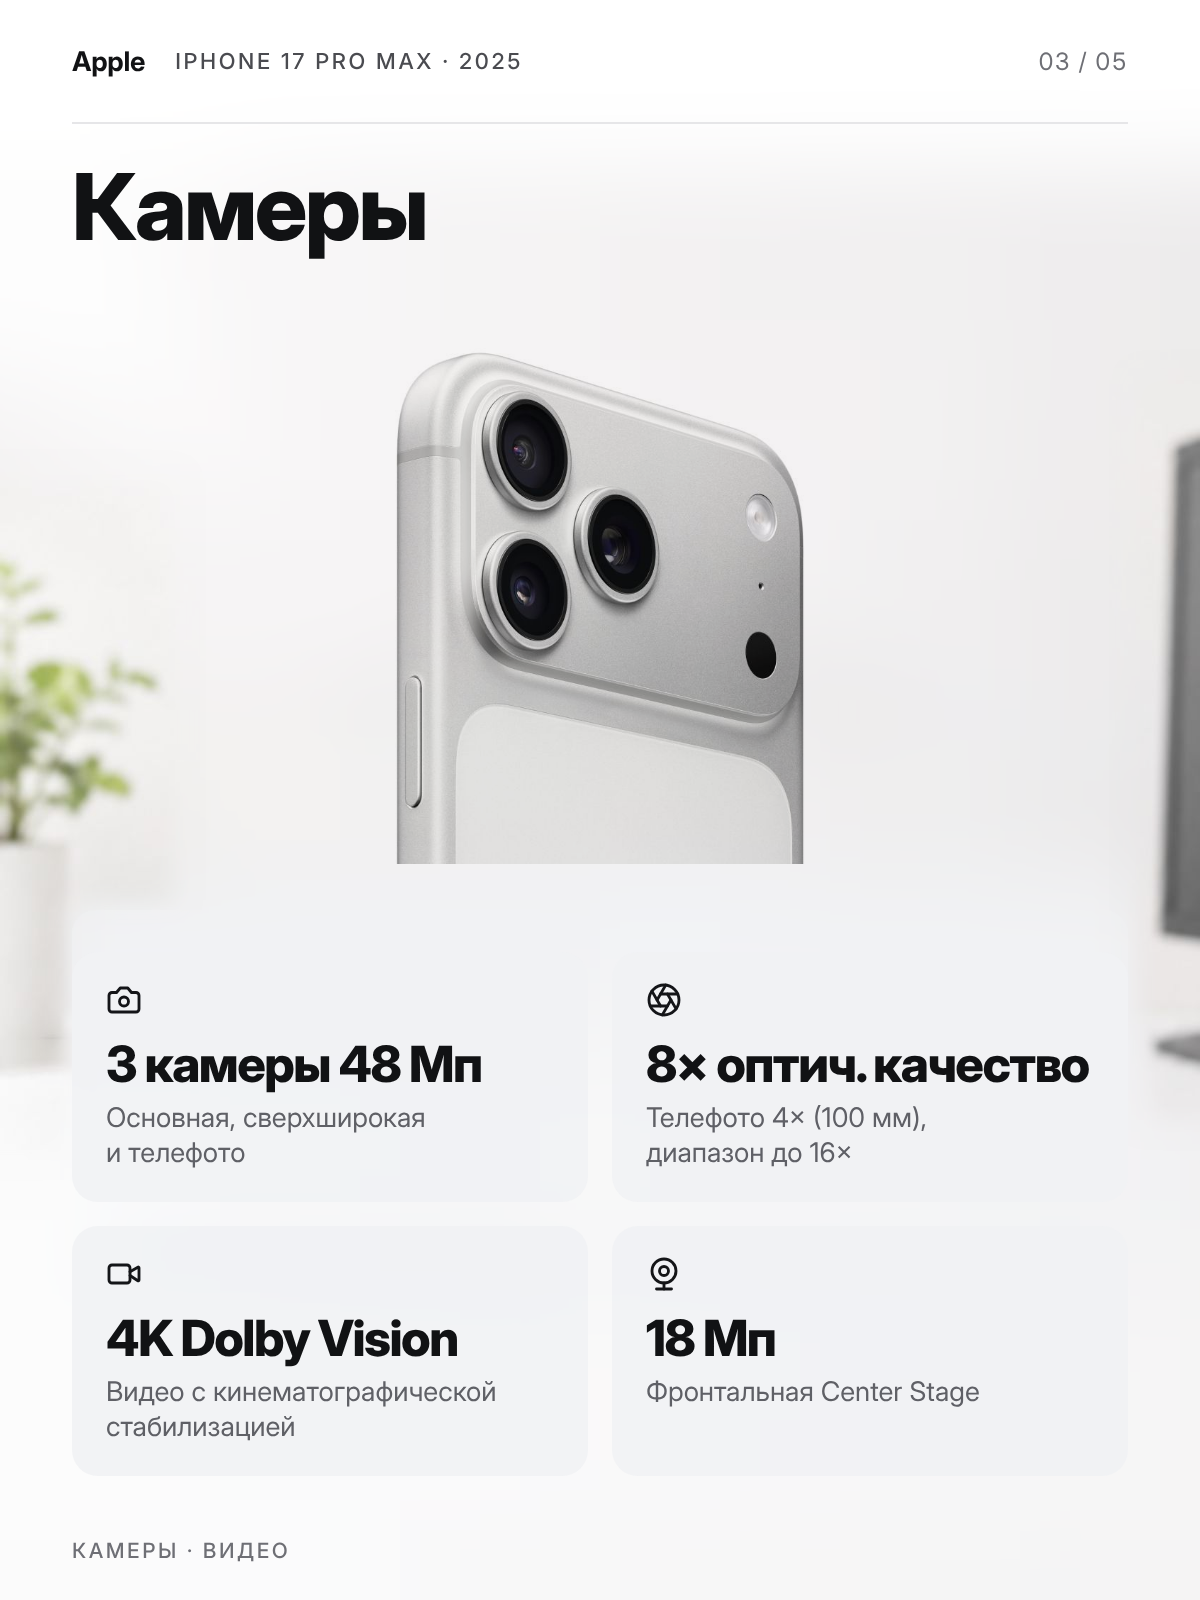 Apple IPHONE 17 PRO MAX · 2025 03 / 05
Камеры
3 камеры 48 Мп
Основная, сверхширокая
и телефото
8× оптич. качество
Телефото 4× (100 мм),
диапазон до 16×
4K Dolby Vision
Видео с кинематографической
стабилизацией
18 Мп
Фронтальная Center Stage
КАМЕРЫ · ВИДЕО